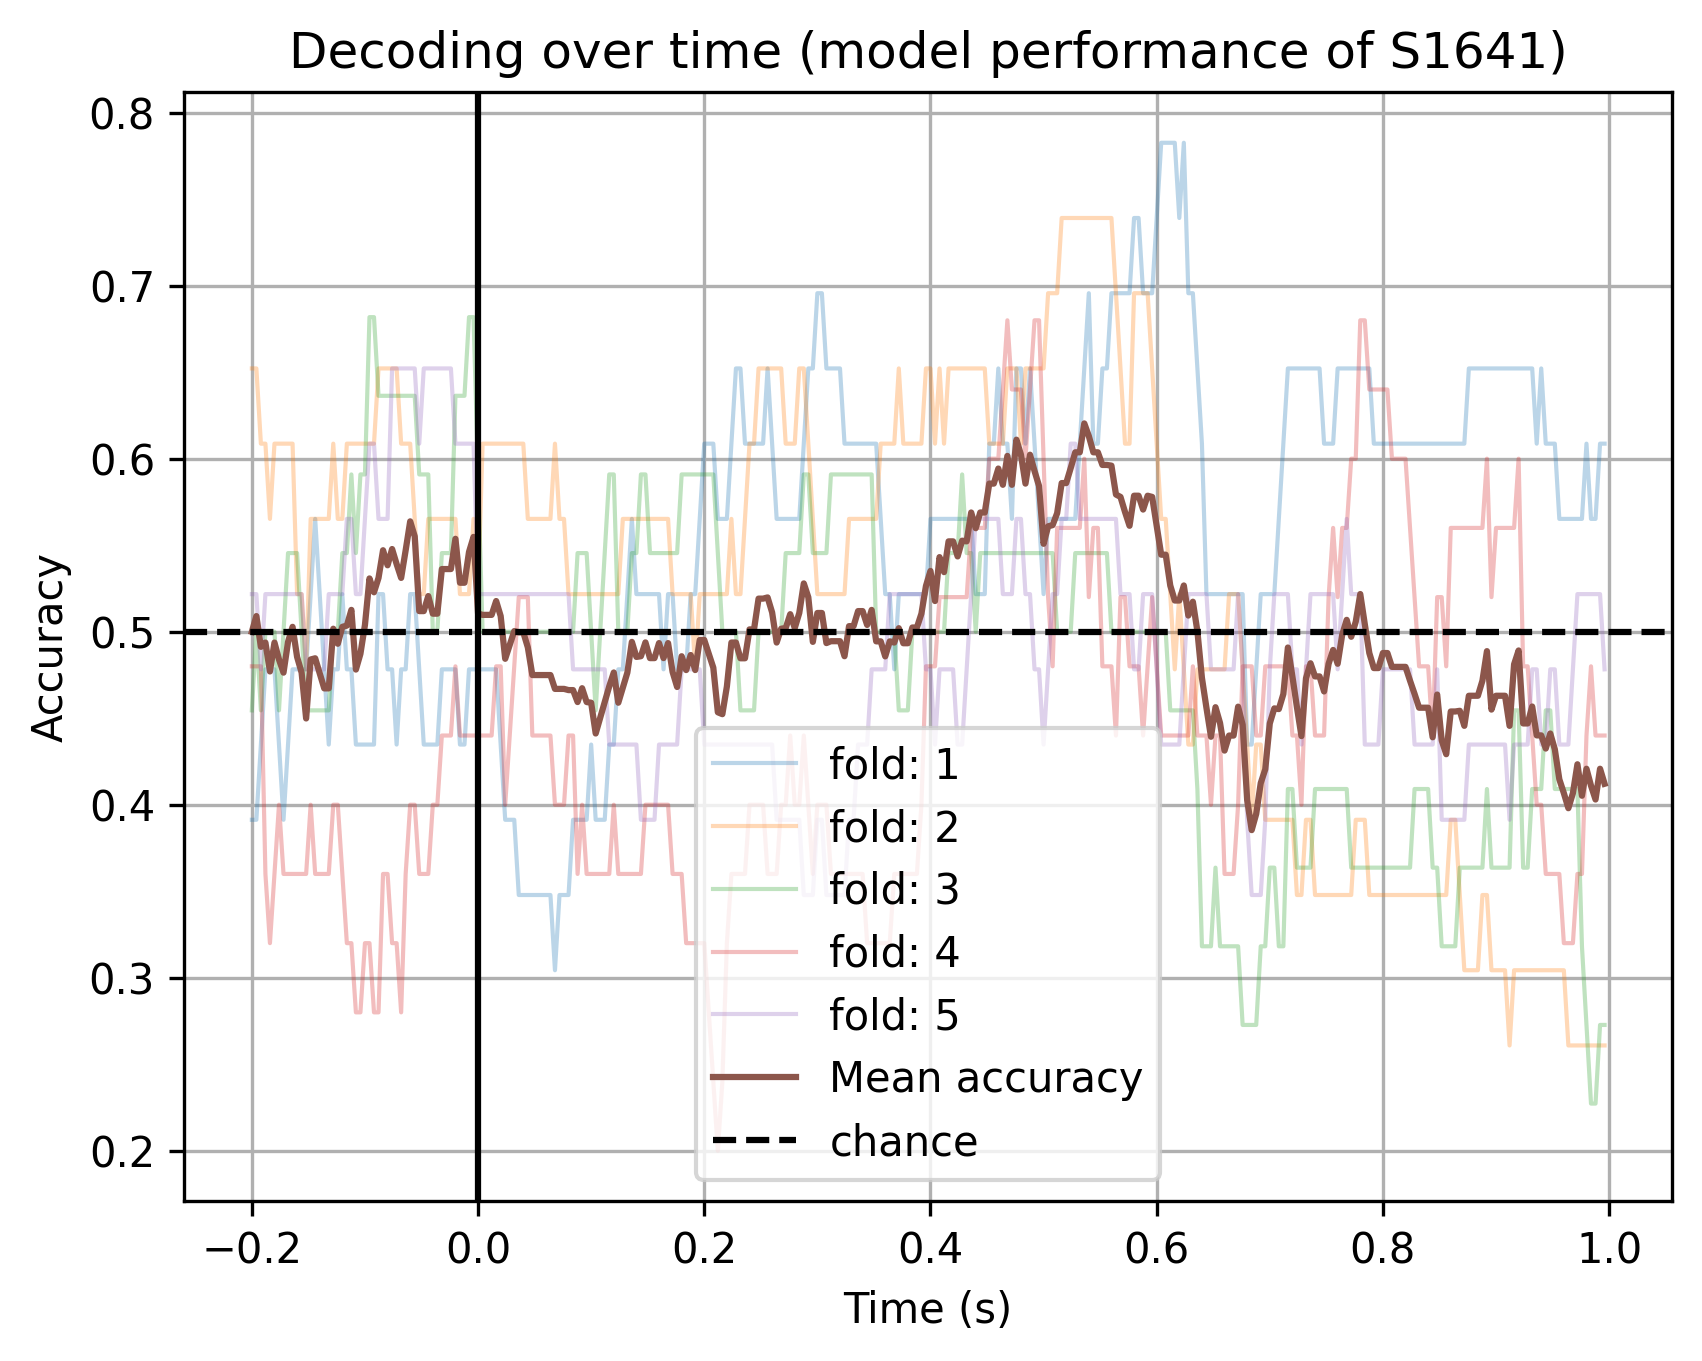 Decoding over time (model performance of S1641)
Accuracy
0.8
0.7
0.6
0.5
0.4
0.3
0.2
fold: 1
fold: 2
fold: 3
fold: 4
fold: 5
Mean accuracy
chance
−0.2 0.0 0.2 0.4 0.6 0.8 1.0
Time (s)